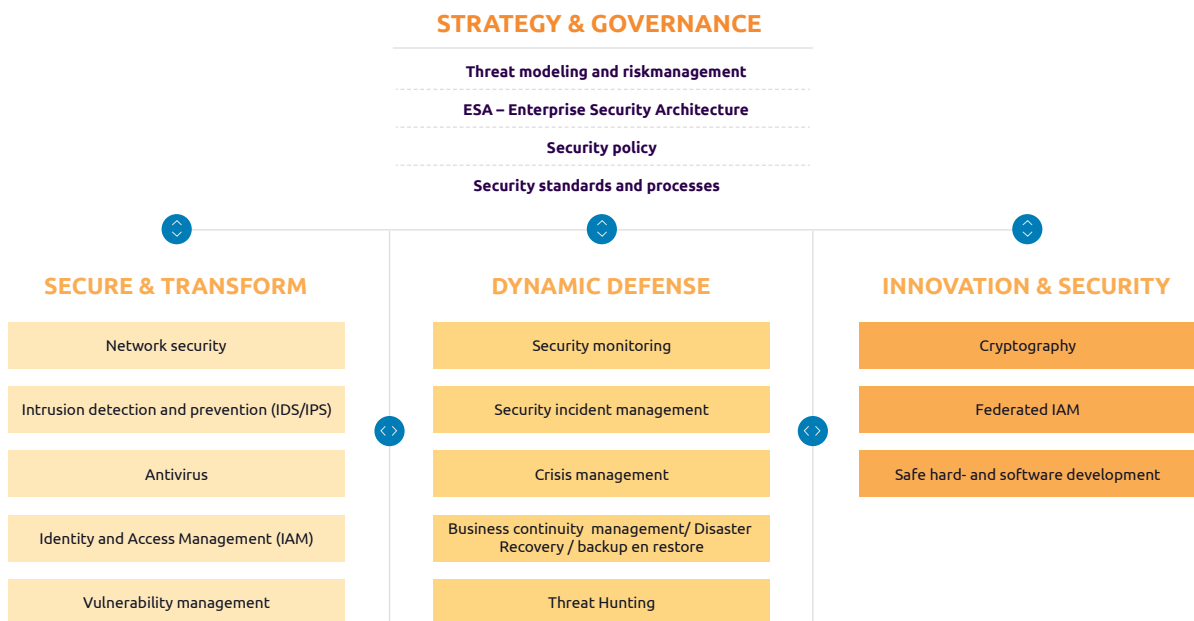 STRATEGY & GOVERNANCE
Threat modeling and riskmanagement
ESA – Enterprise Security Architecture
Security policy
Security standards and processes
SECURE & TRANSFORM
Network security
Intrusion detection and prevention (IDS/IPS)
Antivirus
Identity and Access Management (IAM)
Vulnerability management
DYNAMIC DEFENSE
Security monitoring
Security incident management
Crisis management
Business continuity management/ Disaster
Recovery / backup en restore
Threat Hunting
INNOVATION & SECURITY
Cryptography
Federated IAM
Safe hard- and software development